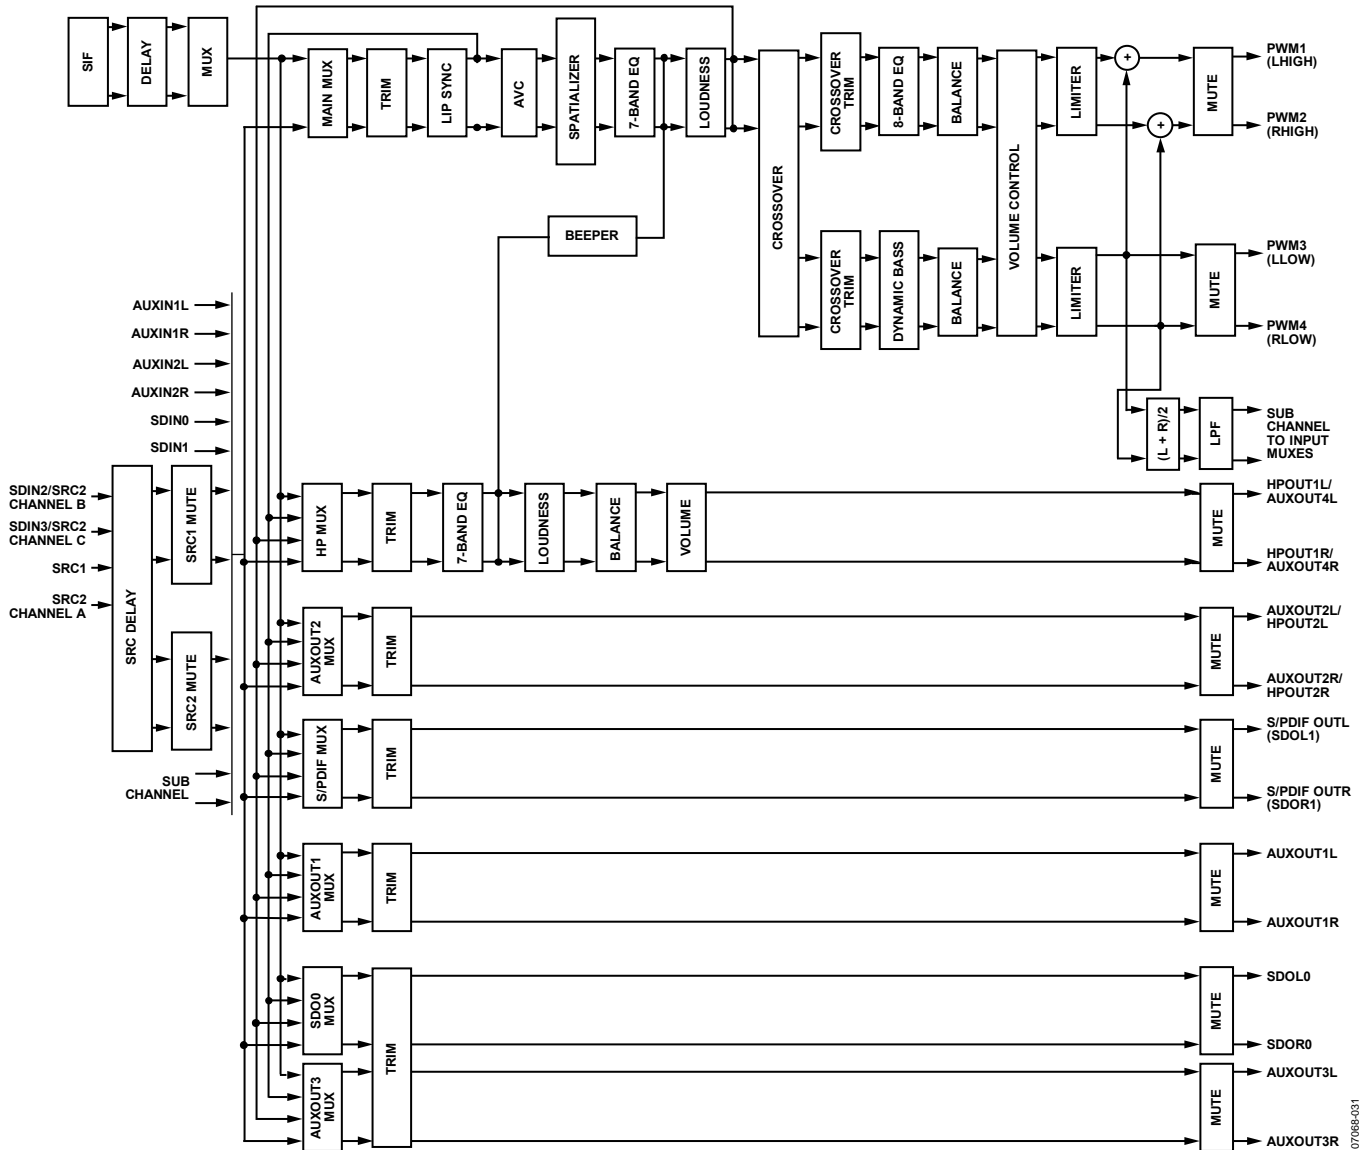 SIF
DELAY
MUX
MAIN MUX
TRIM
LIP SYNC
AVC
SPATIALIZER
7-BAND EQ
LOUDNESS
CROSSOVER
CROSSOVER
TRIM
8-BAND EQ
BALANCE
VOLUME CONTROL
LIMITER
+
+
MUTE
PWM1
(LHIGH)
PWM2
(RHIGH)
BEEPER
CROSSOVER
TRIM
DYNAMIC BASS
BALANCE
LIMITER
MUTE
PWM3
(LLOW)
PWM4
(RLOW)
(L + R)/2
LPF
SUB
CHANNEL
TO INPUT
MUXES
AUXIN1L
AUXIN1R
AUXIN2L
AUXIN2R
SDIN0
SDIN1
SDIN2/SRC2
CHANNEL B
SDIN3/SRC2
CHANNEL C
SRC1
SRC2
CHANNEL A
SRC DELAY
SRC1 MUTE
SRC2 MUTE
SUB
CHANNEL
HP MUX
TRIM
7-BAND EQ
LOUDNESS
BALANCE
VOLUME
MUTE
HPOUT1L/
AUXOUT4L
HPOUT1R/
AUXOUT4R
AUXOUT2
MUX
TRIM
MUTE
AUXOUT2L/
HPOUT2L
AUXOUT2R/
HPOUT2R
S/PDIF MUX
TRIM
MUTE
S/PDIF OUTL
(SDOL1)
S/PDIF OUTR
(SDOR1)
AUXOUT1
MUX
TRIM
MUTE
AUXOUT1L
AUXOUT1R
SDO0
MUX
TRIM
MUTE
SDOL0
SDOR0
AUXOUT3
MUX
MUTE
AUXOUT3L
AUXOUT3R
07068-031